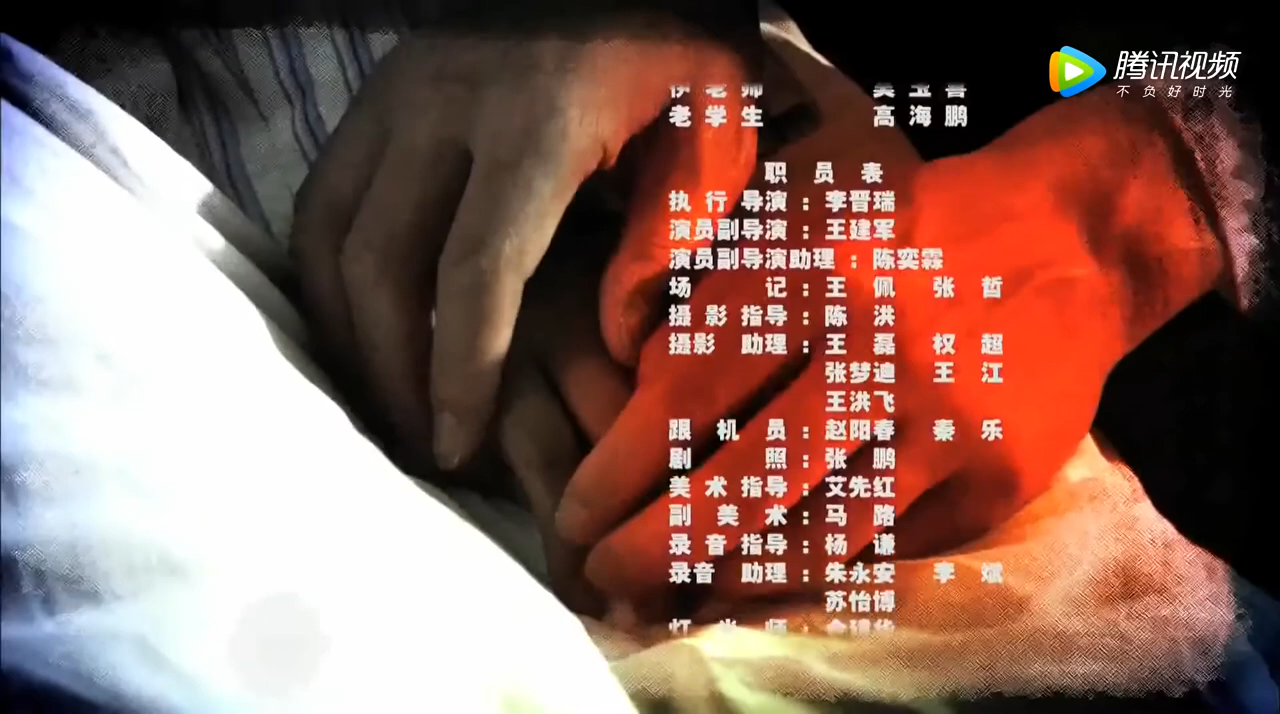 腾讯视频
不负好时光
老学生 高海鹏
职员表
执行导演：李晋瑞
演员副导演：王建军
演员副导演助理：陈奕霖
场记：王佩 张哲
摄影指导：陈洪
摄影助理：王磊 权超
张梦迪 王江
王洪飞
跟机员：赵阳春 秦乐
剧照：张鹏
美术指导：艾先红
副美术：马路
录音指导：杨谦
录音助理：朱永安 李斌
苏怡博